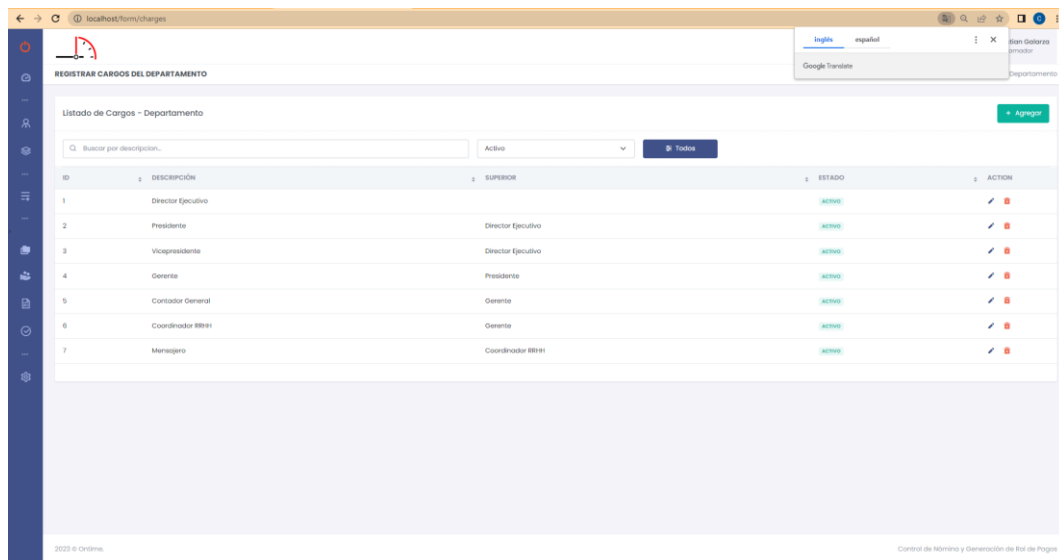 localhost/form/charges
inglés español
Google Translate
REGISTRAR CARGOS DEL DEPARTAMENTO
Departamento
Listado de Cargos - Departamento
+ Agregar
Buscar por descripcion...
Activo
Todos
ID DESCRIPCIÓN SUPERIOR ESTADO ACTION
1 Director Ejecutivo ACTIVO
2 Presidente Director Ejecutivo ACTIVO
3 Vicepresidente Director Ejecutivo ACTIVO
4 Gerente Presidente ACTIVO
5 Contador General Gerente ACTIVO
6 Coordinador RRHH Gerente ACTIVO
7 Mensajero Coordinador RRHH ACTIVO
2023 © Ontime. Control de Nómina y Generación de Rol de Pagos